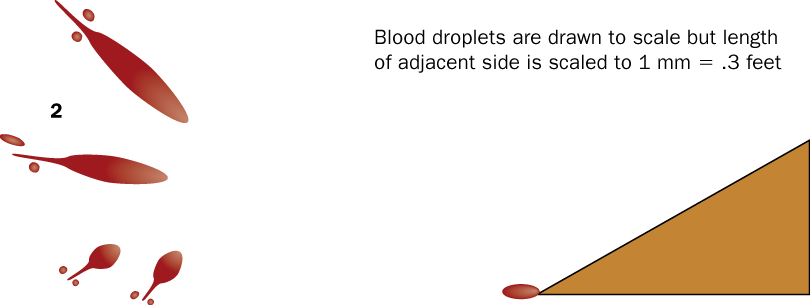 Blood droplets are drawn to scale but length
of adjacent side is scaled to 1 mm = .3 feet
2